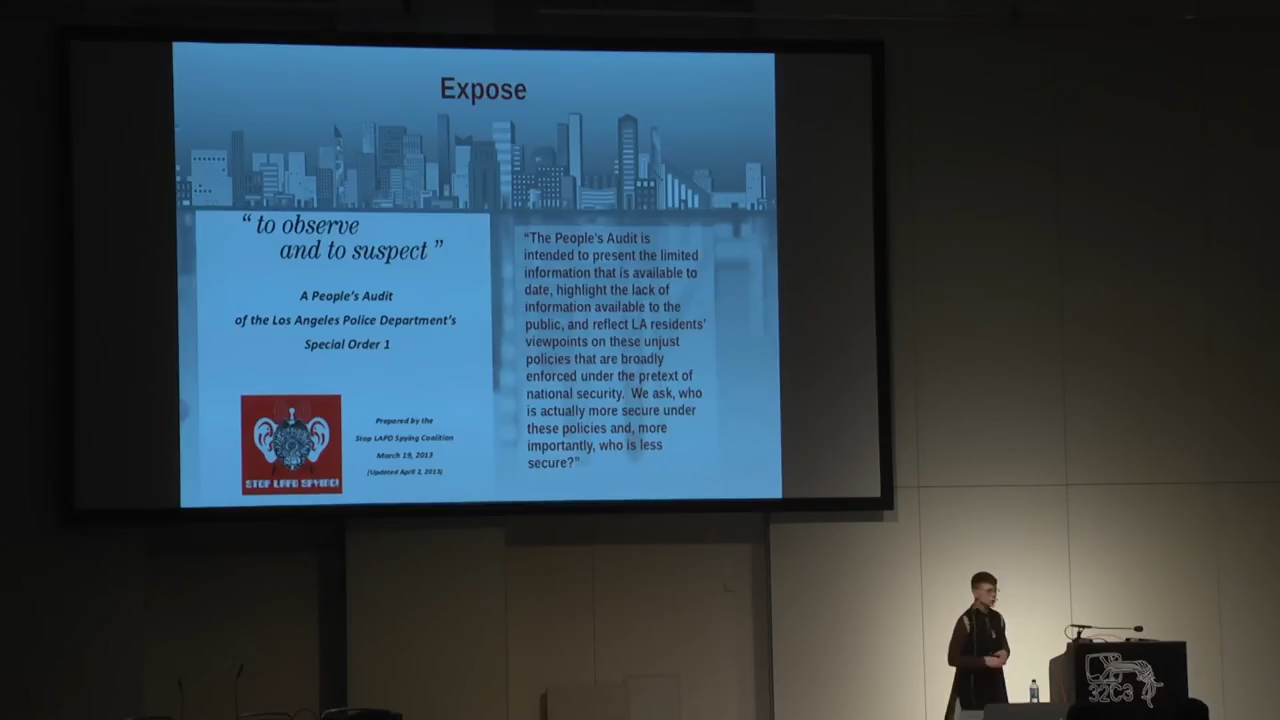 Expose
“ to observe
and to suspect ”
A People's Audit
of the Los Angeles Police Department's
Special Order 1
Prepared by the
Stop LAPD Spying Coalition
March 19, 2013
(Updated April 2, 2013)
STOP LAPD SPYING!
“The People's Audit is
intended to present the limited
information that is available to
date, highlight the lack of
information available to the
public, and reflect LA residents'
viewpoints on these unjust
policies that are broadly
enforced under the pretext of
national security. We ask, who
is actually more secure under
these policies and, more
importantly, who is less
secure?”
32C3